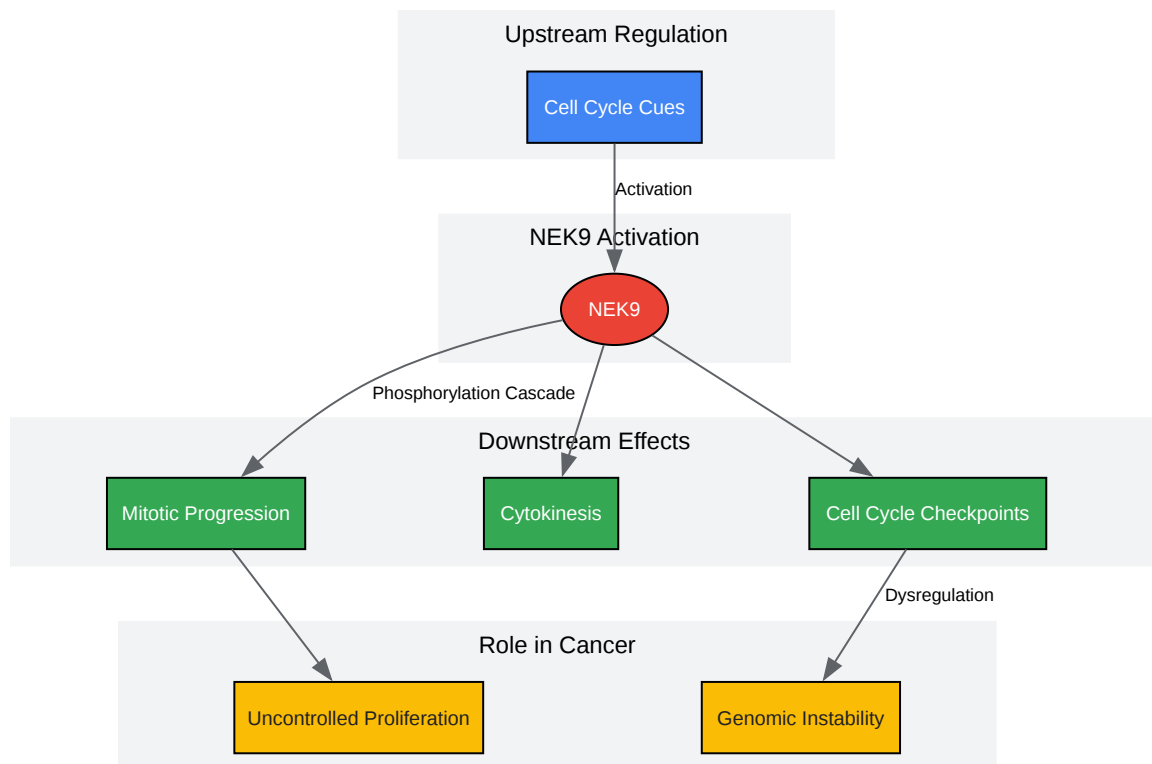 Upstream Regulation
Cell Cycle Cues
Activation
NEK9 Activation
NEK9
Phosphorylation Cascade
Downstream Effects
Mitotic Progression
Cytokinesis
Cell Cycle Checkpoints
Dysregulation
Role in Cancer
Uncontrolled Proliferation
Genomic Instability